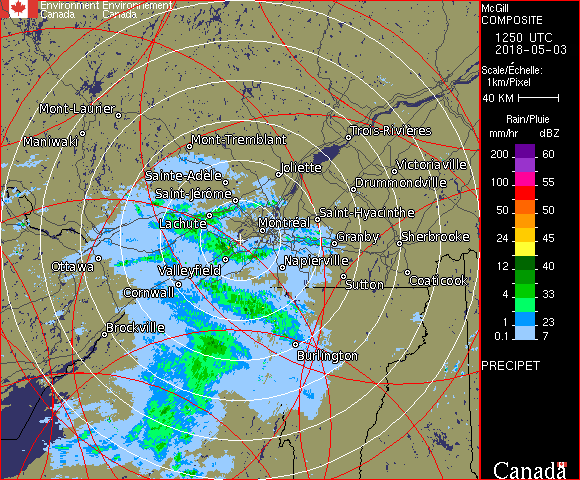 Environment Environnement
Canada Canada
McGill
COMPOSITE
1250 UTC
2018-05-03
Scale/Échelle:
1km/Pixel
40 KM
Rain/Pluie
mm/hr dBZ
200 60
100 55
50 50
24 45
12 40
4 33
1 23
0.1 7
PRECIPET
Canada
Mont-Laurier
Maniwaki
Mont-Tremblant
Trois-Rivières
Joliette
Victoriaville
Sainte-Adèle
Drummondville
Saint-Jérôme
Saint-Hyacinthe
Lachute
Montréal
Granby
Sherbrooke
Ottawa
Valleyfield
Napierville
Cornwall
Sutton
Coaticook
Brockville
Burlington